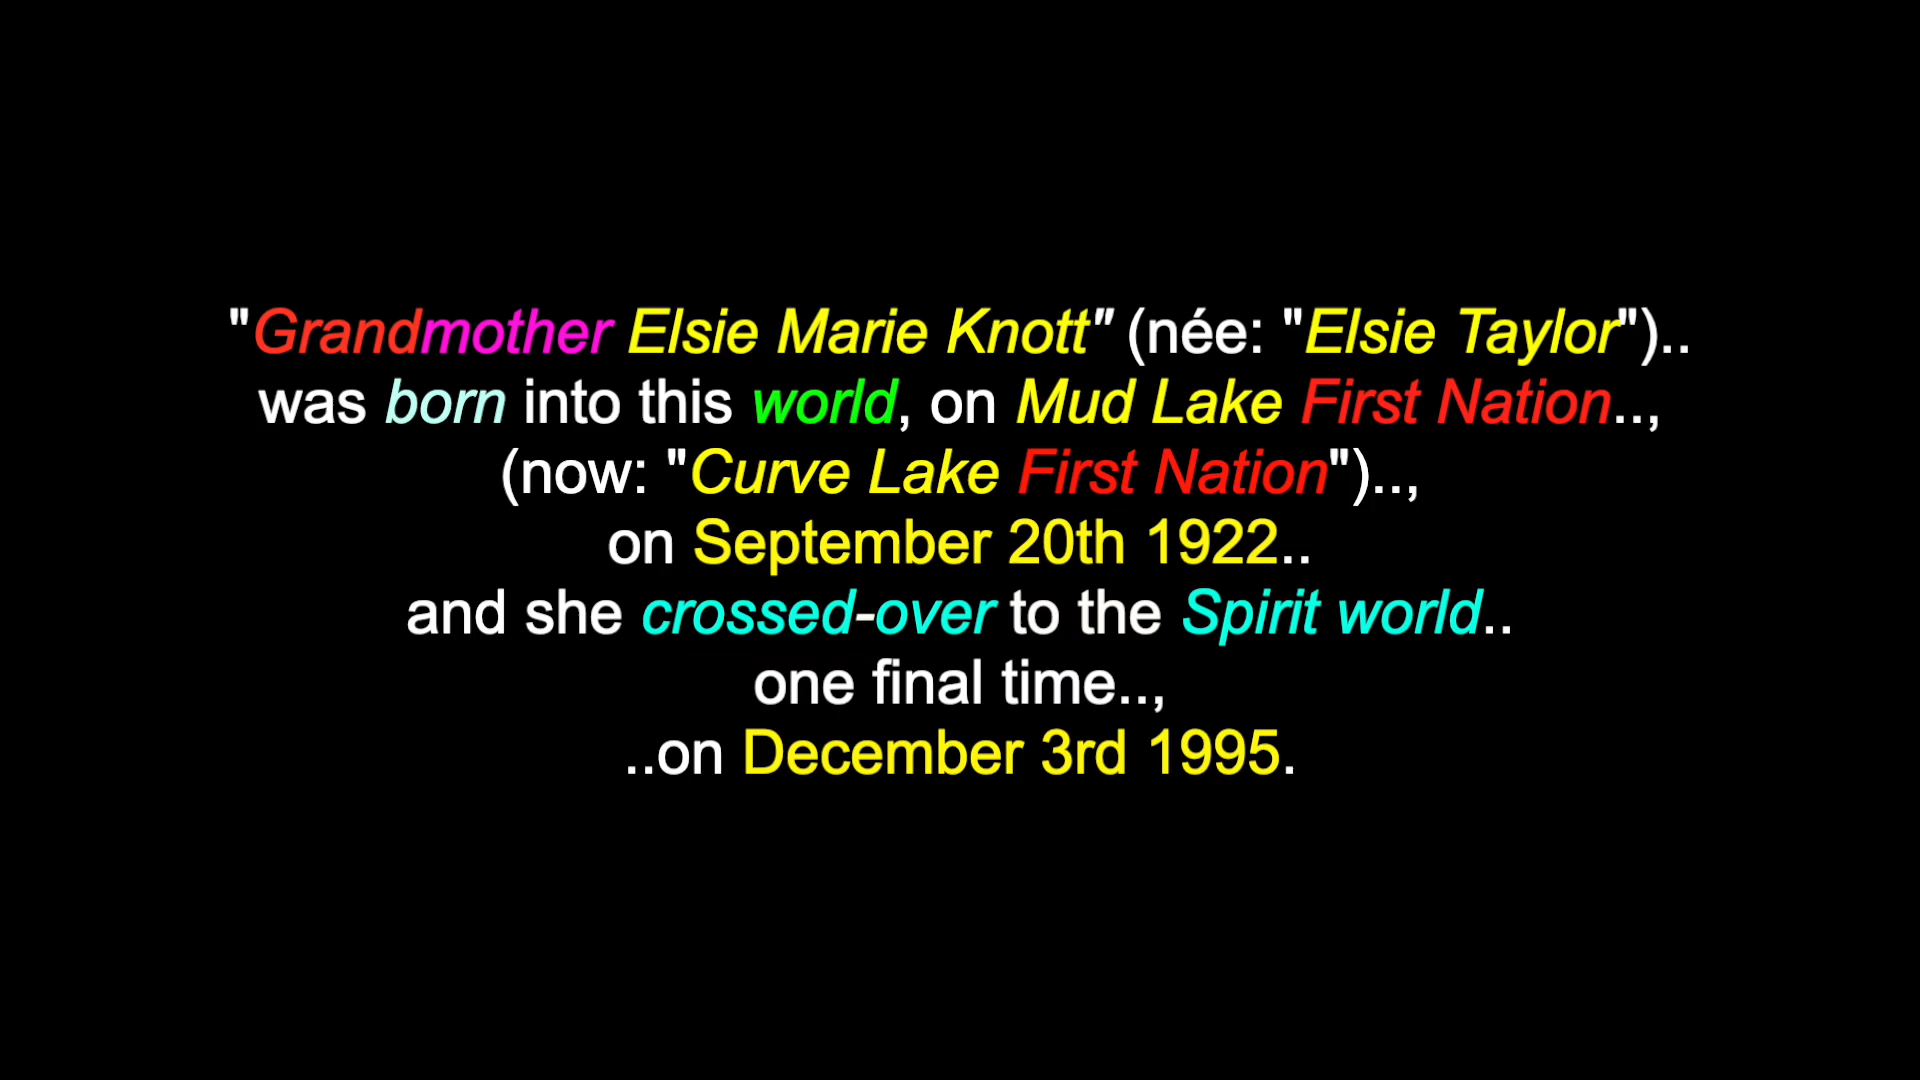 "Grandmother Elsie Marie Knott" (née: "Elsie Taylor")..
was born into this world, on Mud Lake First Nation..,
(now: "Curve Lake First Nation")..,
on September 20th 1922..
and she crossed-over to the Spirit world..
one final time..,
..on December 3rd 1995.